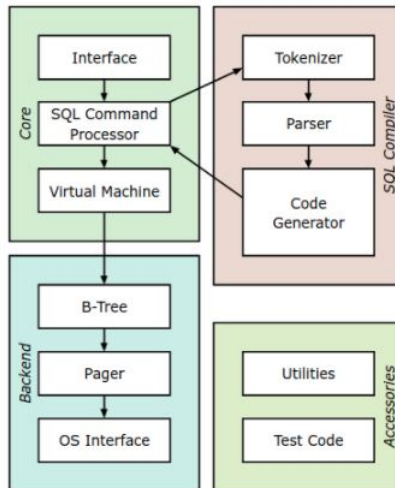 Core
Interface
SQL Command
Processor
Virtual Machine
SQL Compiler
Tokenizer
Parser
Code
Generator
Backend
B-Tree
Pager
OS Interface
Accessories
Utilities
Test Code